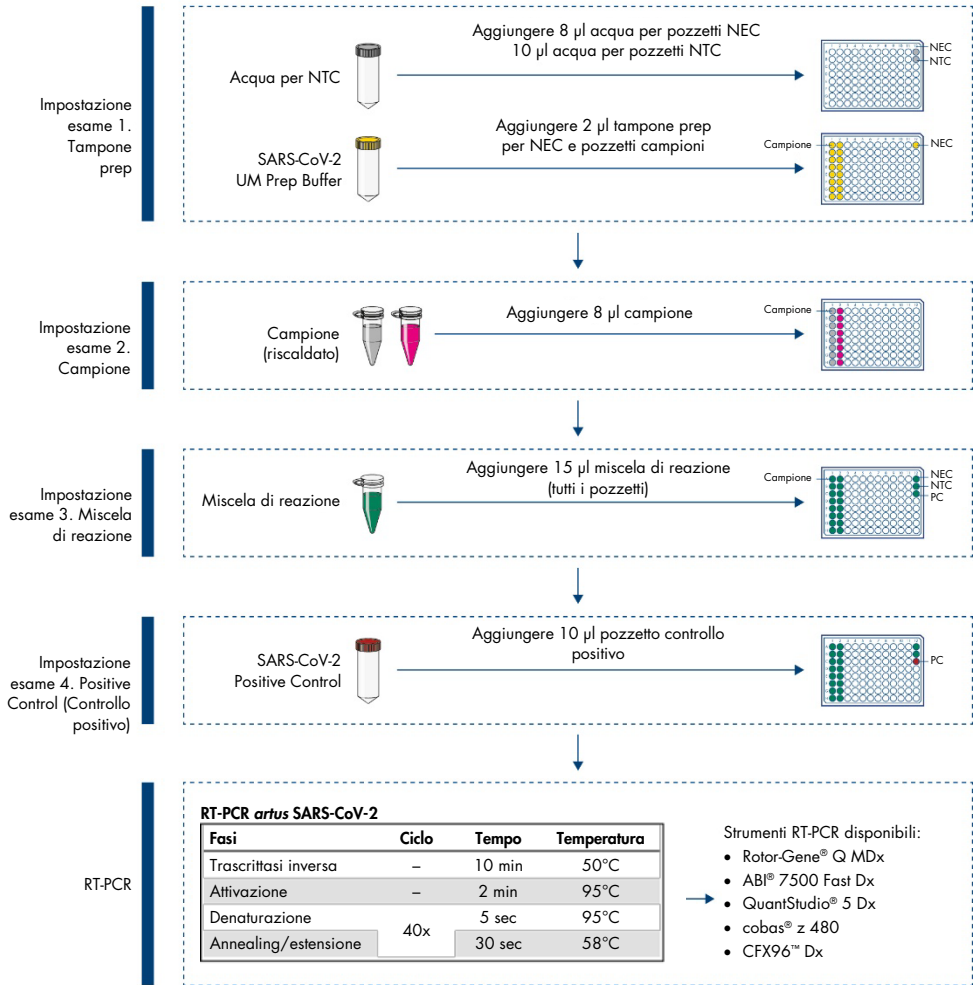 Impostazione
esame 1.
Tampone
prep
Acqua per NTC
Aggiungere 8 µl acqua per pozzetti NEC
10 µl acqua per pozzetti NTC
NEC
NTC
SARS-CoV-2
UM Prep Buffer
Aggiungere 2 µl tampone prep
per NEC e pozzetti campioni
Campione
NEC
Impostazione
esame 2.
Campione
Campione
(riscaldato)
Aggiungere 8 µl campione
Campione
Impostazione
esame 3. Miscela
di reazione
Miscela di reazione
Aggiungere 15 µl miscela di reazione
(tutti i pozzetti)
Campione
NEC
NTC
PC
Impostazione
esame 4. Positive
Control (Controllo
positivo)
SARS-CoV-2
Positive Control
Aggiungere 10 µl pozzetto controllo
positivo
PC
RT-PCR
RT-PCR artus SARS-CoV-2
Fasi Ciclo Tempo Temperatura
Trascrittasi inversa – 10 min 50°C
Attivazione – 2 min 95°C
Denaturazione 40x 5 sec 95°C
Annealing/estensione 30 sec 58°C
Strumenti RT-PCR disponibili:
• Rotor-Gene® Q MDx
• ABI® 7500 Fast Dx
• QuantStudio® 5 Dx
• cobas® z 480
• CFX96™ Dx